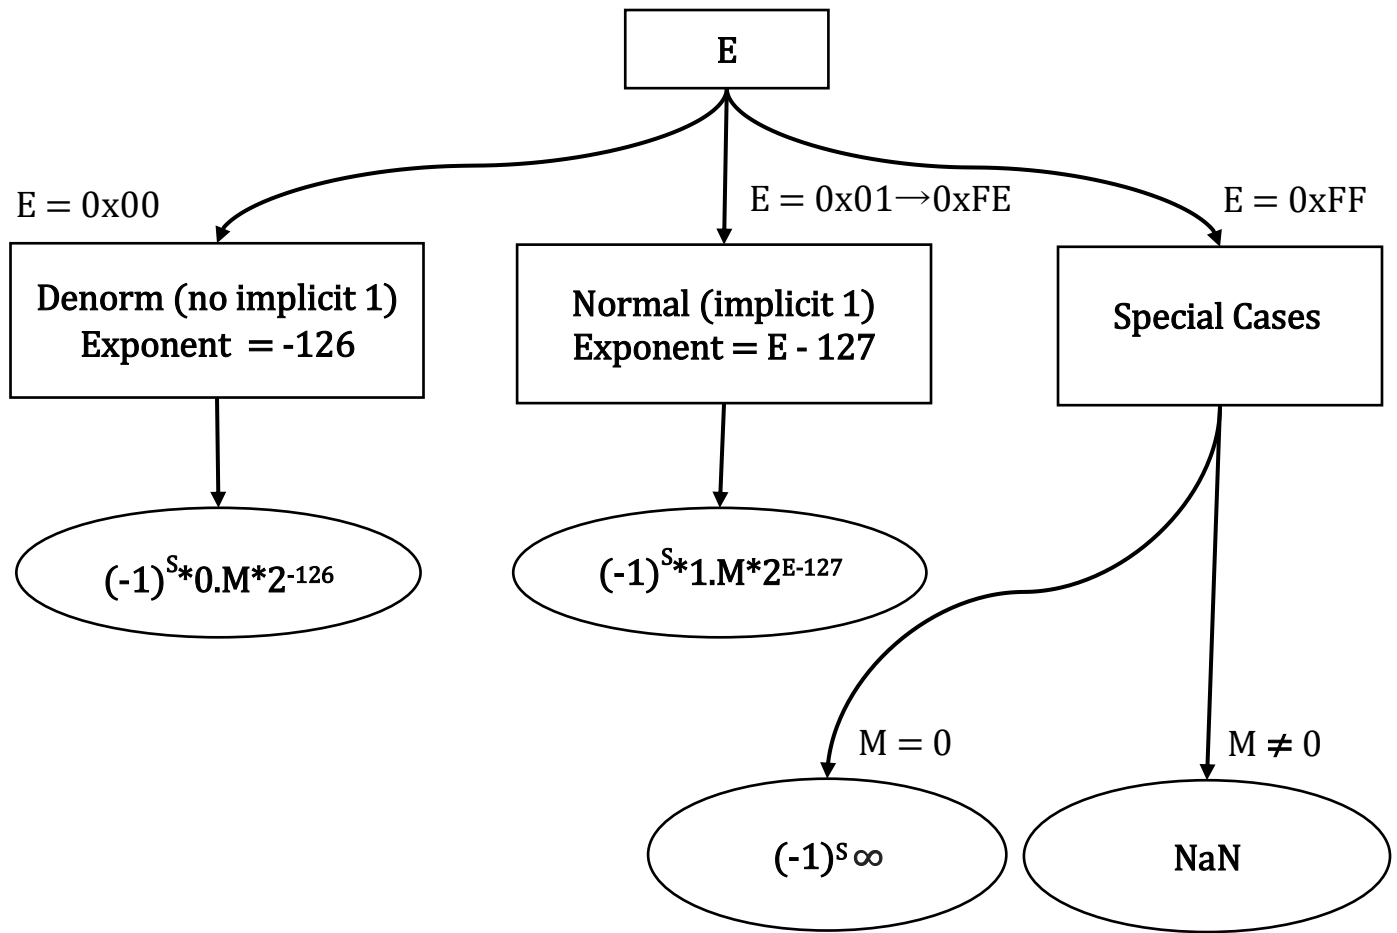 E
E = 0x00
E = 0x01→0xFE
E = 0xFF
Denorm (no implicit 1)
Exponent = -126
Normal (implicit 1)
Exponent = E - 127
Special Cases
(-1)^S*0.M*2^-126
(-1)^S*1.M*2^E-127
M = 0
M ≠ 0
(-1)^S ∞
NaN